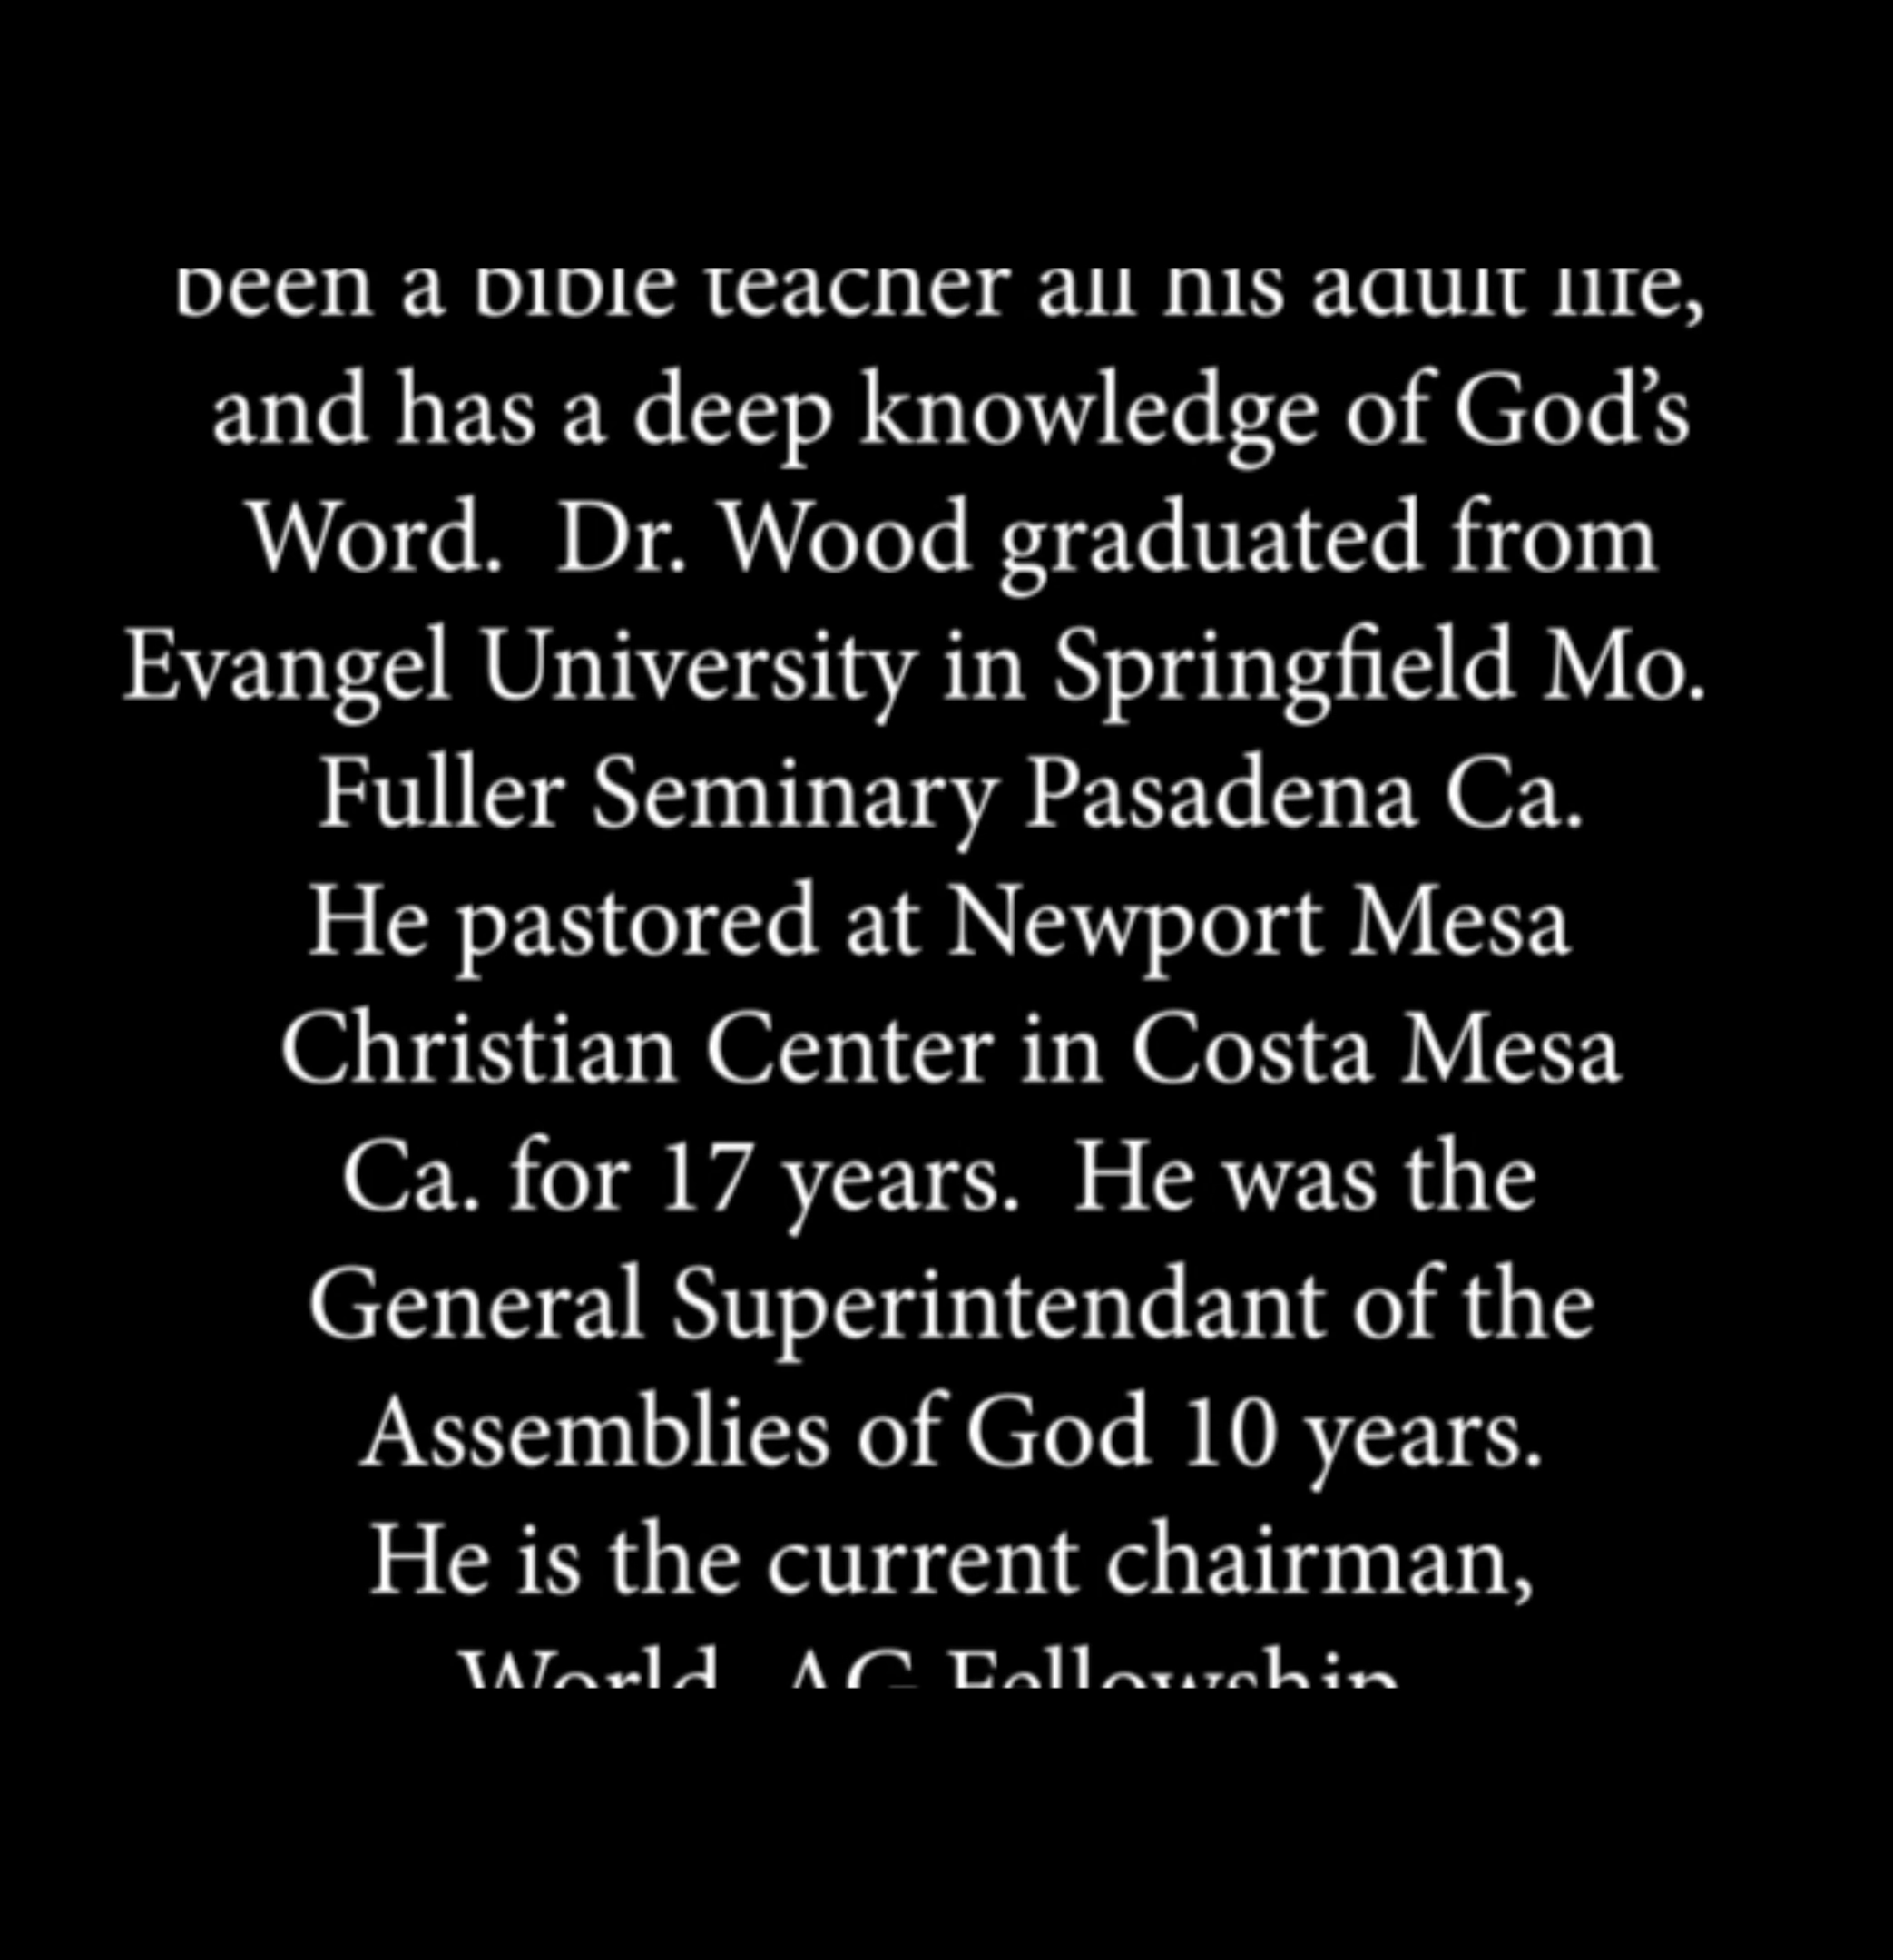 been a bible teacher all his adult life,
and has a deep knowledge of God’s
Word.  Dr. Wood graduated from
Evangel University in Springfield Mo.
Fuller Seminary Pasadena Ca.
He pastored at Newport Mesa
Christian Center in Costa Mesa
Ca. for 17 years.  He was the
General Superintendant of the
Assemblies of God 10 years.
He is the current chairman,
World  AG Fellowship